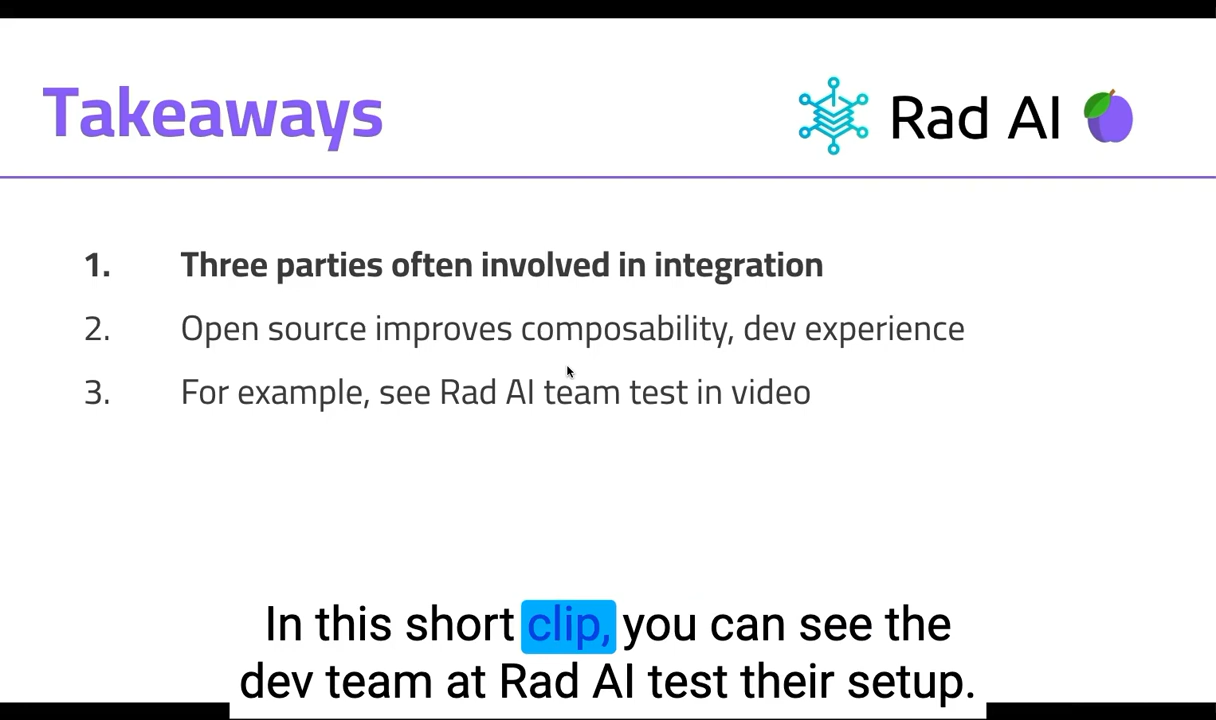 Takeaways
Rad AI
1. Three parties often involved in integration
2. Open source improves composability, dev experience
3. For example, see Rad AI team test in video
In this short clip, you can see the
dev team at Rad AI test their setup.